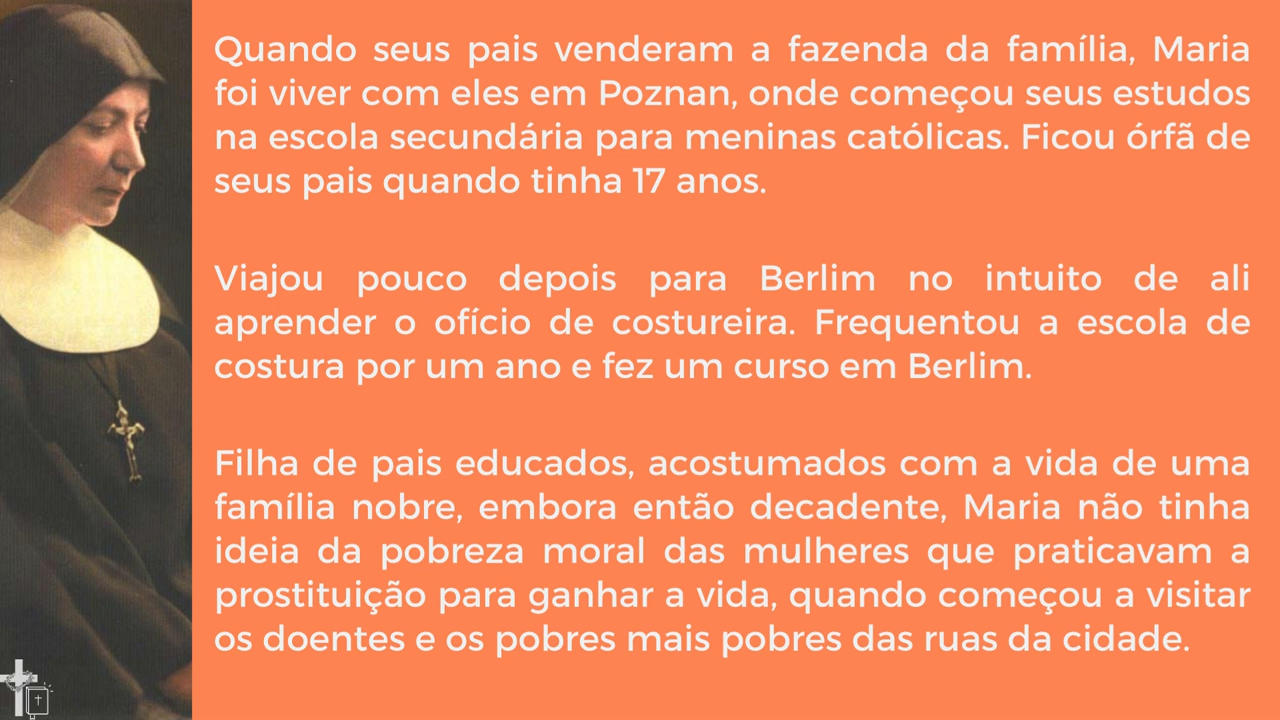 Quando seus pais venderam a fazenda da família, Maria
foi viver com eles em Poznan, onde começou seus estudos
na escola secundária para meninas católicas. Ficou órfã de
seus pais quando tinha 17 anos.
Viajou pouco depois para Berlim no intuito de ali
aprender o ofício de costureira. Frequentou a escola de
costura por um ano e fez um curso em Berlim.
Filha de pais educados, acostumados com a vida de uma
família nobre, embora então decadente, Maria não tinha
ideia da pobreza moral das mulheres que praticavam a
prostituição para ganhar a vida, quando começou a visitar
os doentes e os pobres mais pobres das ruas da cidade.